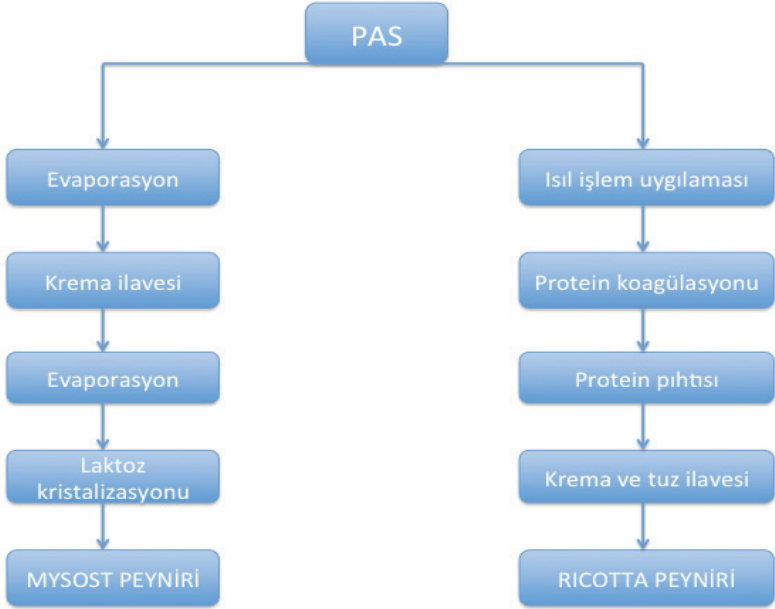 PAS
Evaporasyon
Krema ilavesi
Evaporasyon
Laktoz
kristalizasyonu
MYSOST PEYNİRİ
Isıl işlem uygılaması
Protein koagülasyonu
Protein pıhtısı
Krema ve tuz ilavesi
RICOTTA PEYNİRİ